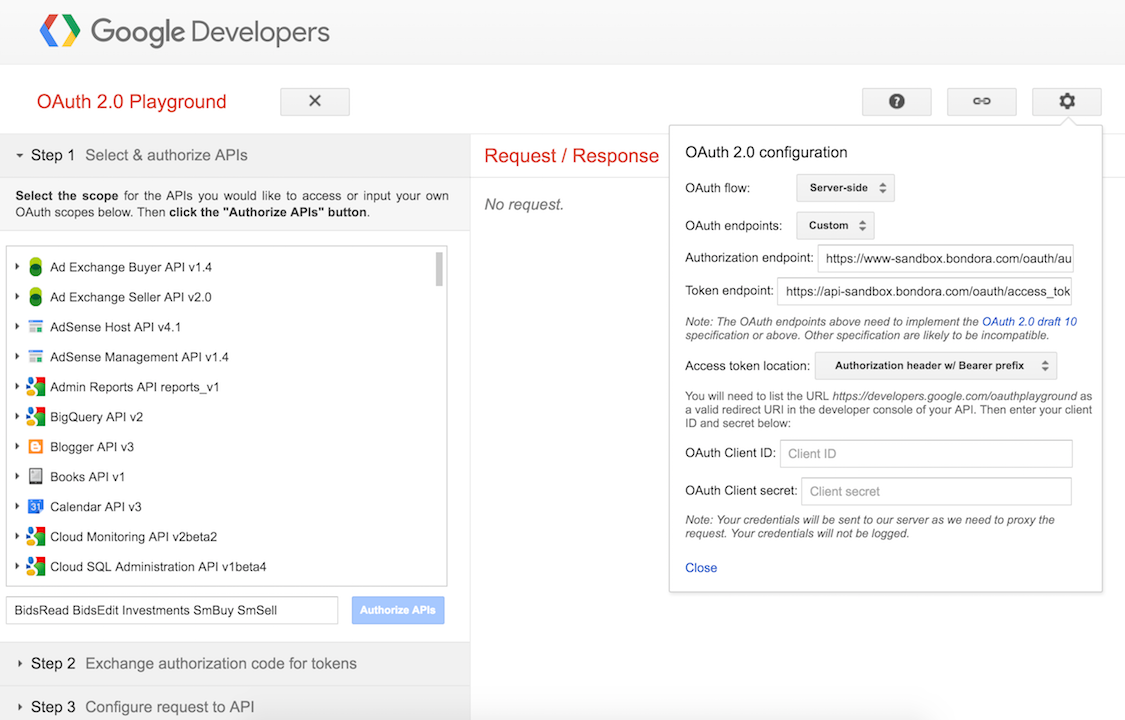 Google Developers
OAuth 2.0 Playground
Step 1 Select & authorize APIs
Select the scope for the APIs you would like to access or input your own
OAuth scopes below. Then click the "Authorize APIs" button.
Ad Exchange Buyer API v1.4
Ad Exchange Seller API v2.0
AdSense Host API v4.1
AdSense Management API v1.4
Admin Reports API reports_v1
BigQuery API v2
Blogger API v3
Books API v1
31 Calendar API v3
Cloud Monitoring API v2beta2
Cloud SQL Administration API v1beta4
BidsRead BidsEdit Investments SmBuy SmSell
Authorize APIs
Step 2 Exchange authorization code for tokens
Step 3 Configure request to API
Request / Response
No request.
OAuth 2.0 configuration
OAuth flow: Server-side
OAuth endpoints: Custom
Authorization endpoint: https://www-sandbox.bondora.com/oauth/au
Token endpoint: https://api-sandbox.bondora.com/oauth/access_tok
Note: The OAuth endpoints above need to implement the OAuth 2.0 draft 10
specification or above. Other specification are likely to be incompatible.
Access token location: Authorization header w/ Bearer prefix
You will need to list the URL https://developers.google.com/oauthplayground as
a valid redirect URI in the developer console of your API. Then enter your client
ID and secret below:
OAuth Client ID: Client ID
OAuth Client secret: Client secret
Note: Your credentials will be sent to our server as we need to proxy the
request. Your credentials will not be logged.
Close